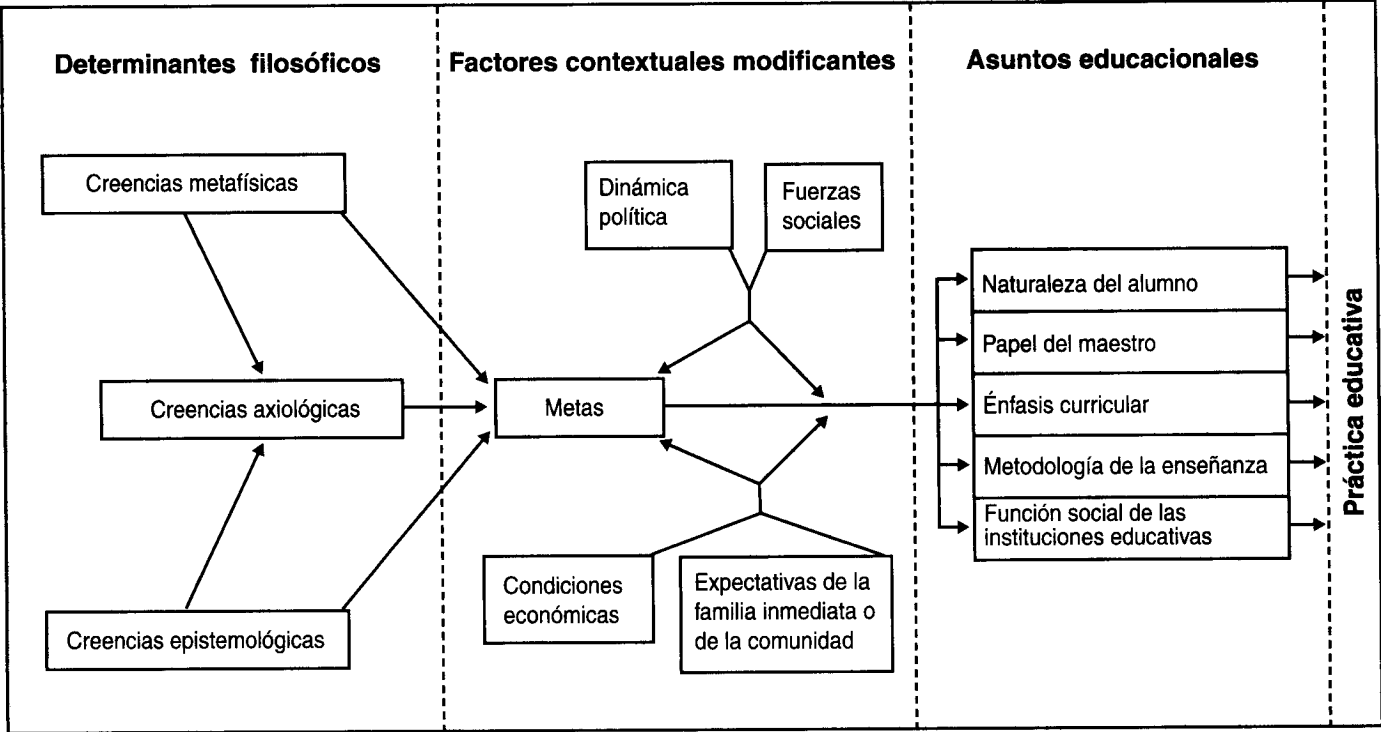 Determinantes filosóficos
Factores contextuales modificantes
Asuntos educacionales
Creencias metafísicas
Creencias axiológicas
Creencias epistemológicas
Dinámica
política
Fuerzas
sociales
Metas
Condiciones
económicas
Expectativas de la
familia inmediata o
de la comunidad
Naturaleza del alumno
Papel del maestro
Énfasis curricular
Metodología de la enseñanza
Función social de las
instituciones educativas
Práctica educativa